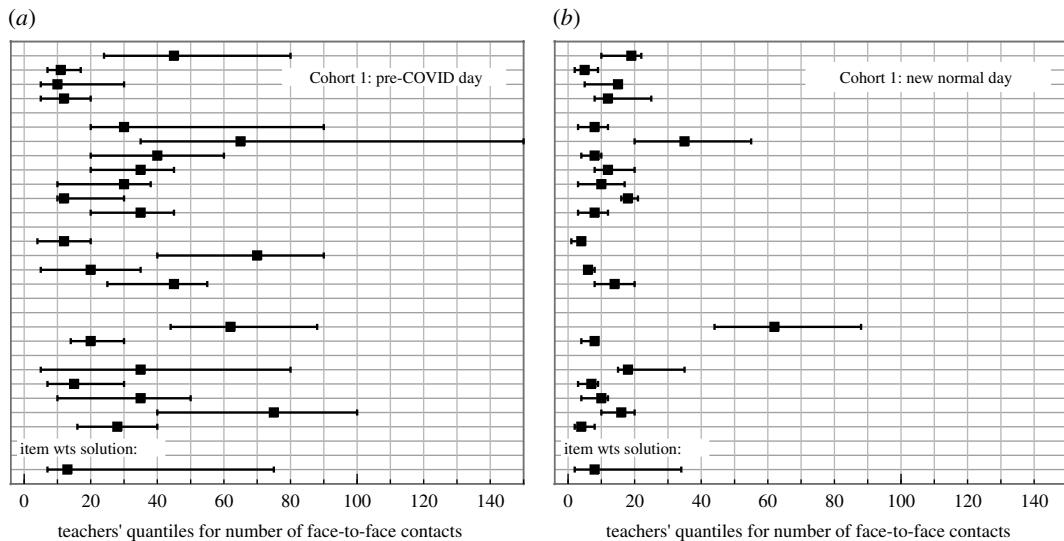 (a)
Cohort 1: pre-COVID day
item wts solution:
0 20 40 60 80 100 120 140
teachers' quantiles for number of face-to-face contacts
(b)
Cohort 1: new normal day
item wts solution:
0 20 40 60 80 100 120 140
teachers' quantiles for number of face-to-face contacts